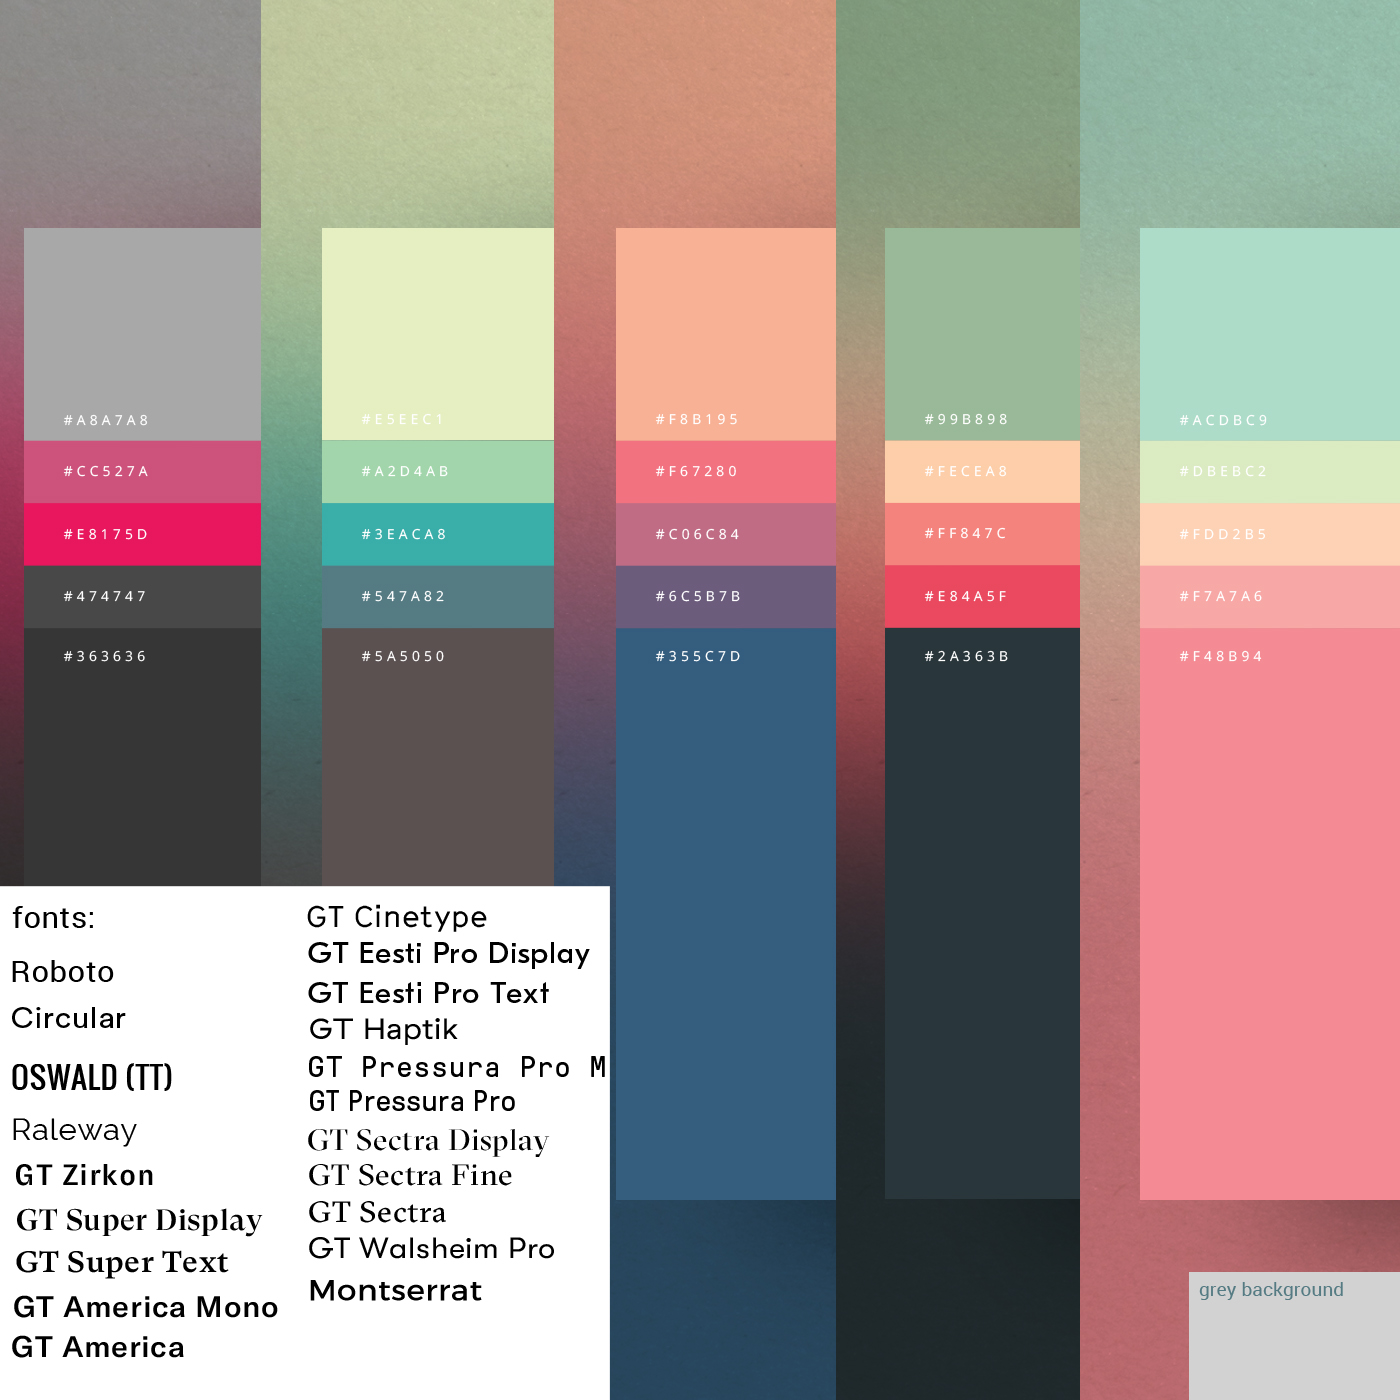 #A8A7A8
#CC527A
#E8175D
#474747
#363636
#E5EEC1
#A2D4AB
#3EACA8
#547A82
#5A5050
#F8B195
#F67280
#C06C84
#6C5B7B
#355C7D
#99B898
#FECEA8
#FF847C
#E84A5F
#2A363B
#ACDBC9
#DBEBC2
#FDD2B5
#F7A7A6
#F48B94
fonts:
Roboto
Circular
OSWALD (TT)
Raleway
GT Zirkon
GT Super Display
GT Super Text
GT America Mono
GT America
GT Cinetype
GT Eesti Pro Display
GT Eesti Pro Text
GT Haptik
GT Pressura Pro M
GT Pressura Pro
GT Sectra Display
GT Sectra Fine
GT Sectra
GT Walsheim Pro
Montserrat
grey background